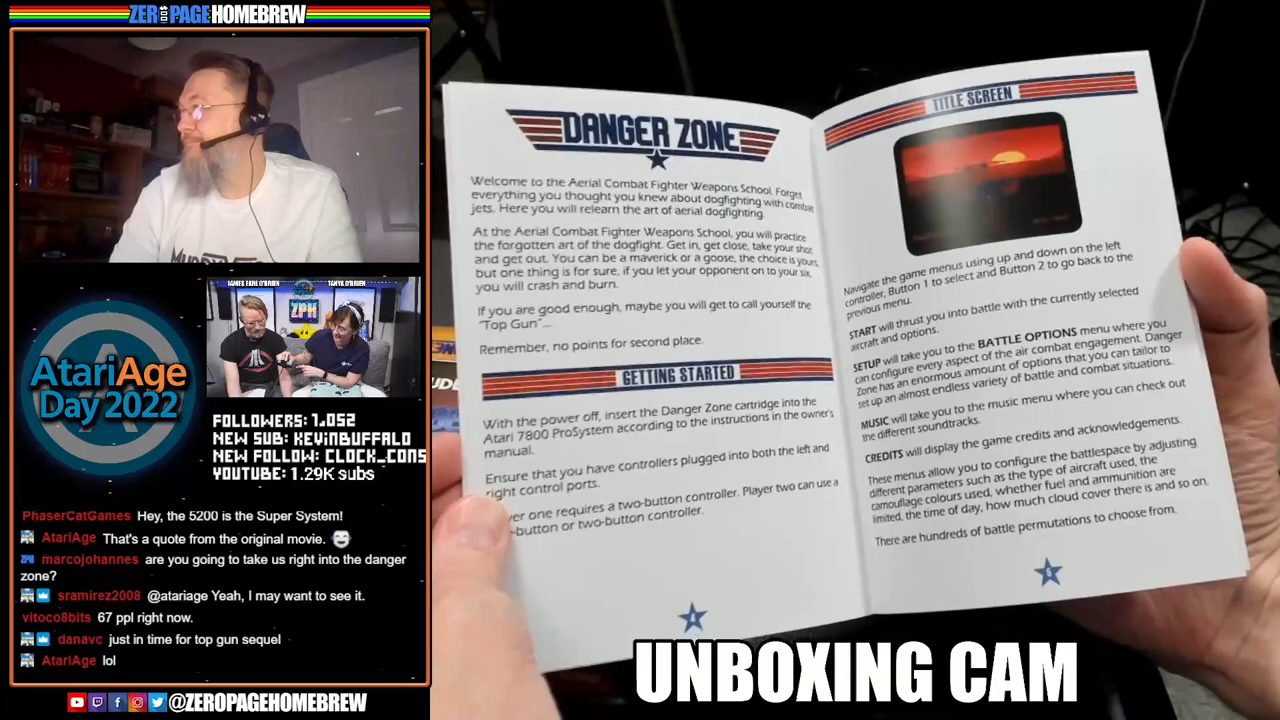 ZEROPAGE HOMEBREW
JAMES EARL O'BRIEN
TANYA O'BRIEN
ZPH
AtariAge
Day 2022
FOLLOWERS: 1,052
NEW SUB: KEVINBUFFALO
NEW FOLLOW: CLOCK_CONS
YOUTUBE: 1.29K subs
PhaserCatGames Hey, the 5200 is the Super System!
AtariAge That's a quote from the original movie.
ZPH marcojohannes are you going to take us right into the danger
zone?
sramirez2008 @atariage Yeah, I may want to see it.
vitoco8bits 67 ppl right now.
danavc just in time for top gun sequel
AtariAge lol
@ZEROPAGEHOMEBREW
DANGER ZONE
Welcome to the Aerial Combat Fighter Weapons School. Forget
everything you thought you knew about dogfighting with combat
jets. Here you will relearn the art of aerial dogfighting.
At the Aerial Combat Fighter Weapons School, you will practice
the forgotten art of the dogfight. Get in, get close, take your shot,
and get out. You can be a maverick or a goose, the choice is yours,
but one thing is for sure, if you let your opponent on to your six,
you will crash and burn.
If you are good enough, maybe you will get to call yourself the
"Top Gun"...
Remember, no points for second place.
GETTING STARTED
With the power off, insert the Danger Zone cartridge into the
Atari 7800 ProSystem according to the instructions in the owner's
manual.
Ensure that you have controllers plugged into both the left and
right control ports.
one requires a two-button controller. Player two can use a
-button or two-button controller.
4
TITLE SCREEN
Navigate the game menus using up and down on the left
controller, Button 1 to select and Button 2 to go back to the
previous menu.
START will thrust you into battle with the currently selected
aircraft and options.
SETUP will take you to the BATTLE OPTIONS menu where you
can configure every aspect of the air combat engagement. Danger
Zone has an enormous amount of options that you can tailor to
set up an almost endless variety of battle and combat situations.
MUSIC will take you to the music menu where you can check out
the different soundtracks.
CREDITS will display the game credits and acknowledgements.
These menus allow you to configure the battlespace by adjusting
different parameters such as the type of aircraft used, the
camouflage colours used, whether fuel and ammunition are
limited, the time of day, how much cloud cover there is and so on.
There are hundreds of battle permutations to choose from.
UNBOXING CAM